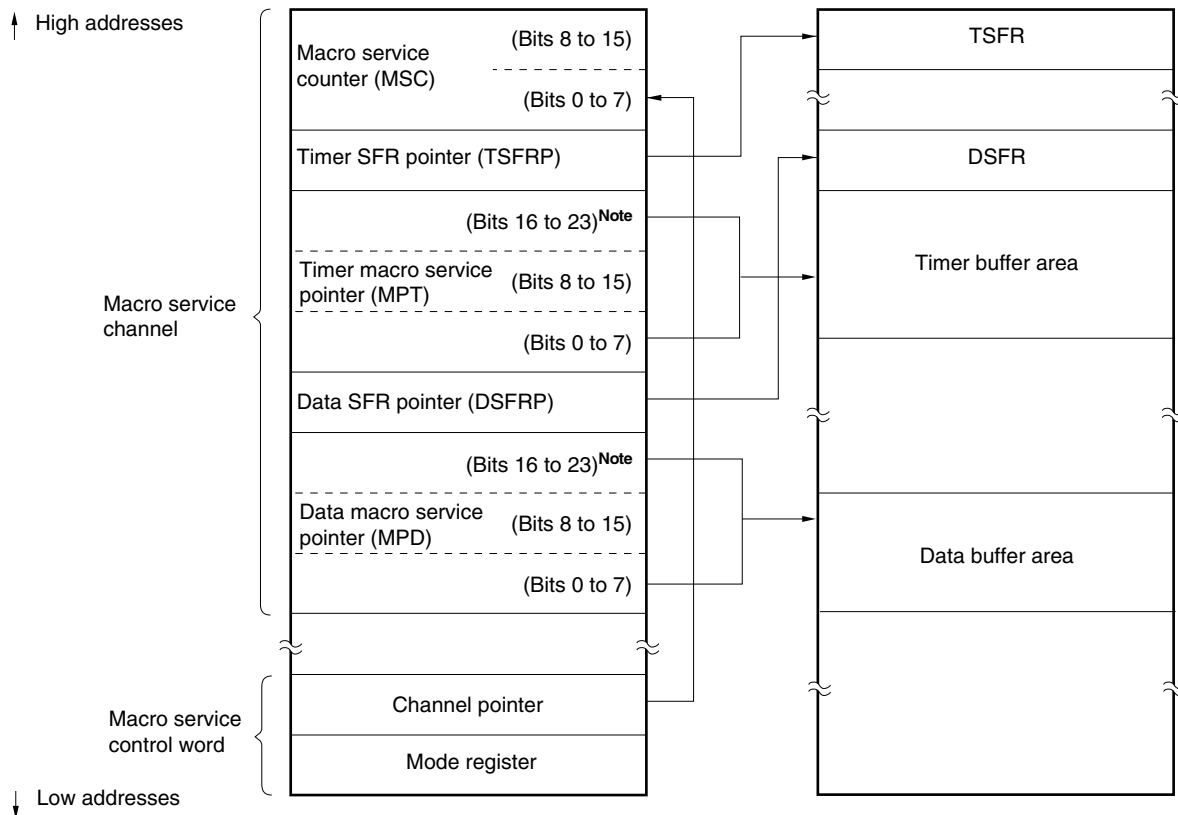 High addresses
Macro service
counter (MSC)
(Bits 8 to 15)
(Bits 0 to 7)
Timer SFR pointer (TSFRP)
(Bits 16 to 23)Note
Timer macro service
pointer (MPT)
(Bits 8 to 15)
(Bits 0 to 7)
Data SFR pointer (DSFRP)
(Bits 16 to 23)Note
Data macro service
pointer (MPD)
(Bits 8 to 15)
(Bits 0 to 7)
Macro service
channel
Channel pointer
Mode register
Macro service
control word
Low addresses
TSFR
DSFR
Timer buffer area
Data buffer area